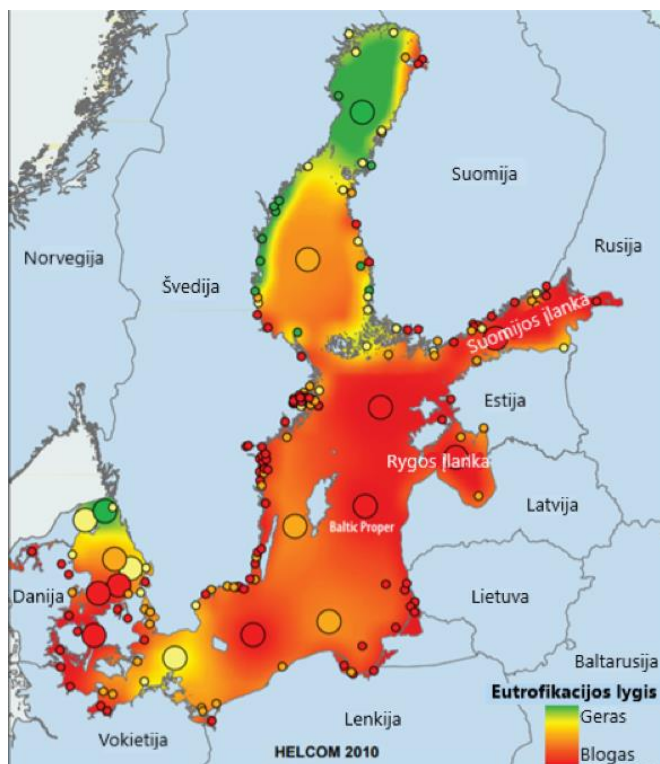 Suomija
Norvegija
Rusija
Švedija
Suomijos įlanka
Estija
Rygos įlanka
Latvija
Baltic Proper
Danija
Lietuva
Baltarusija
Eutrofikacijos lygis
Geras
Blogas
Lenkija
Vokietija
HELCOM 2010